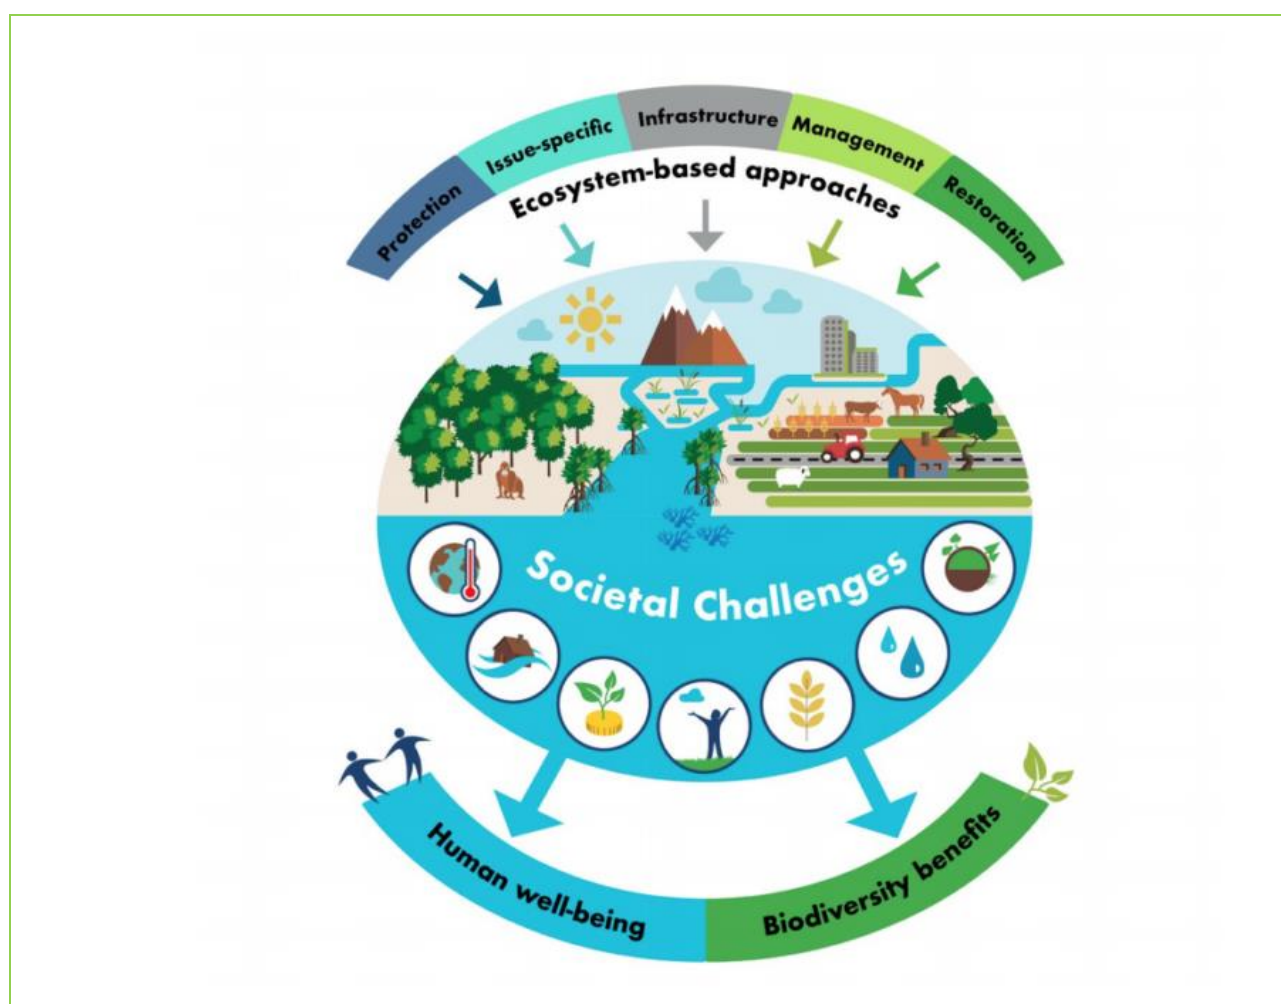 Protection
Issue-specific
Infrastructure
Management
Restoration
Ecosystem-based approaches
Societal Challenges
Human well-being
Biodiversity benefits